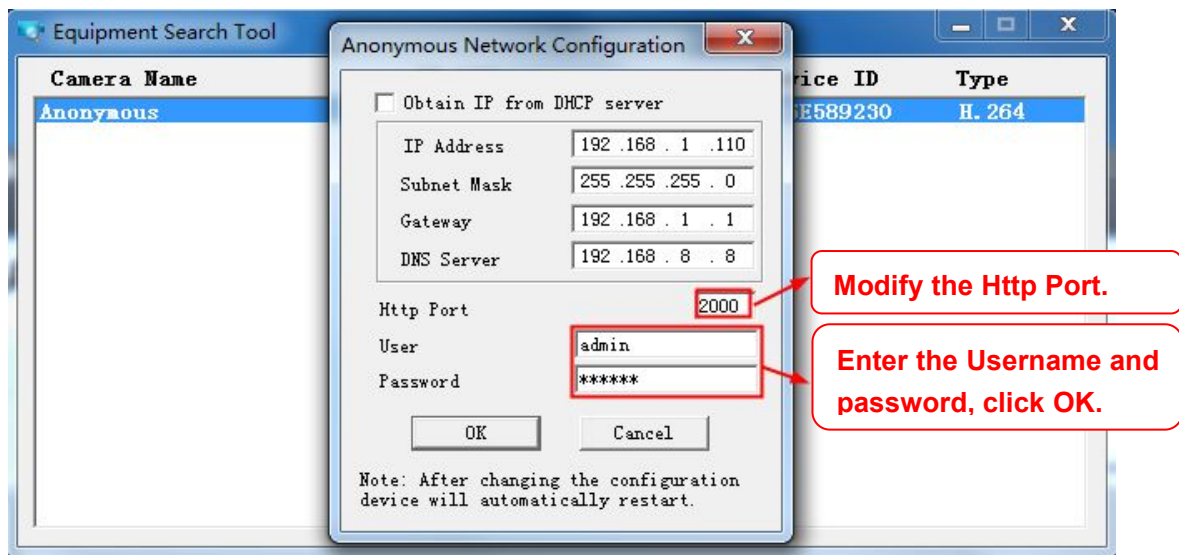 Equipment Search Tool
Anonymous Network Configuration
Camera Name
vice ID Type
Anonymous
5E589230 H.264
Obtain IP from DHCP server
IP Address 192 .168 . 1 .110
Subnet Mask 255 .255 .255 . 0
Gateway 192 .168 . 1 . 1
DNS Server 192 .168 . 8 . 8
Http Port 2000
User admin
Password ******
OK Cancel
Note: After changing the configuration
device will automatically restart.
Modify the Http Port.
Enter the Username and
password, click OK.